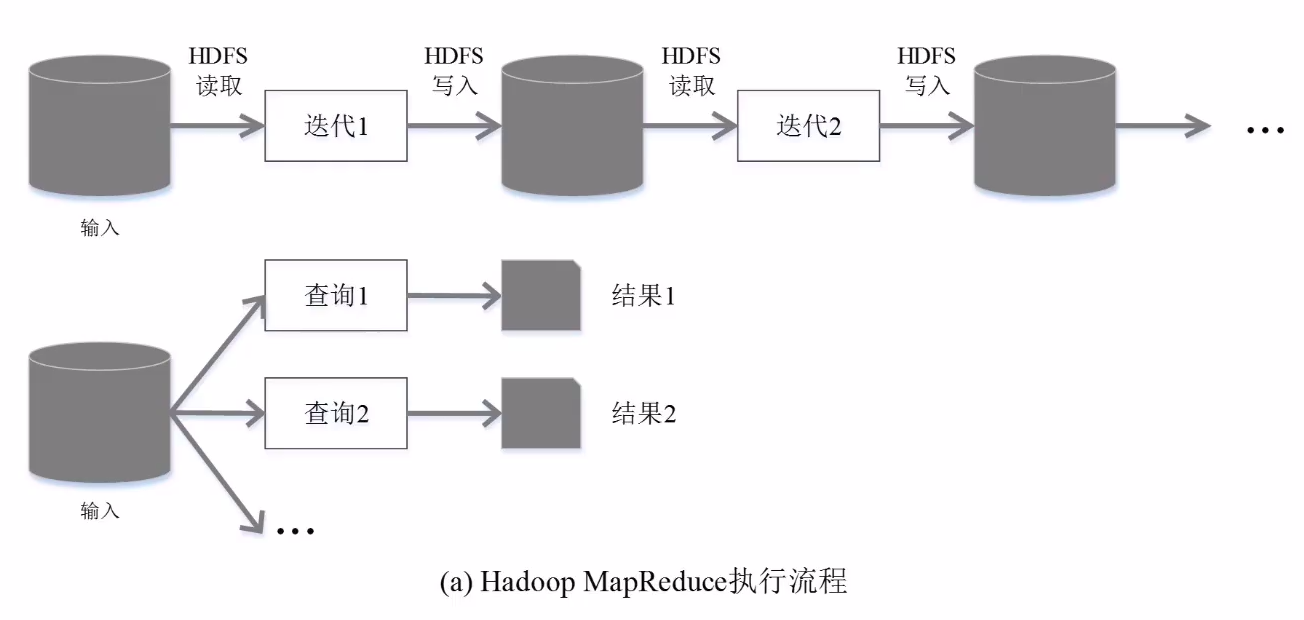 HDFS
读取
HDFS
写入
HDFS
读取
HDFS
写入
迭代1
迭代2
...
输入
查询1
结果1
查询2
结果2
输入
...
(a) Hadoop MapReduce执行流程